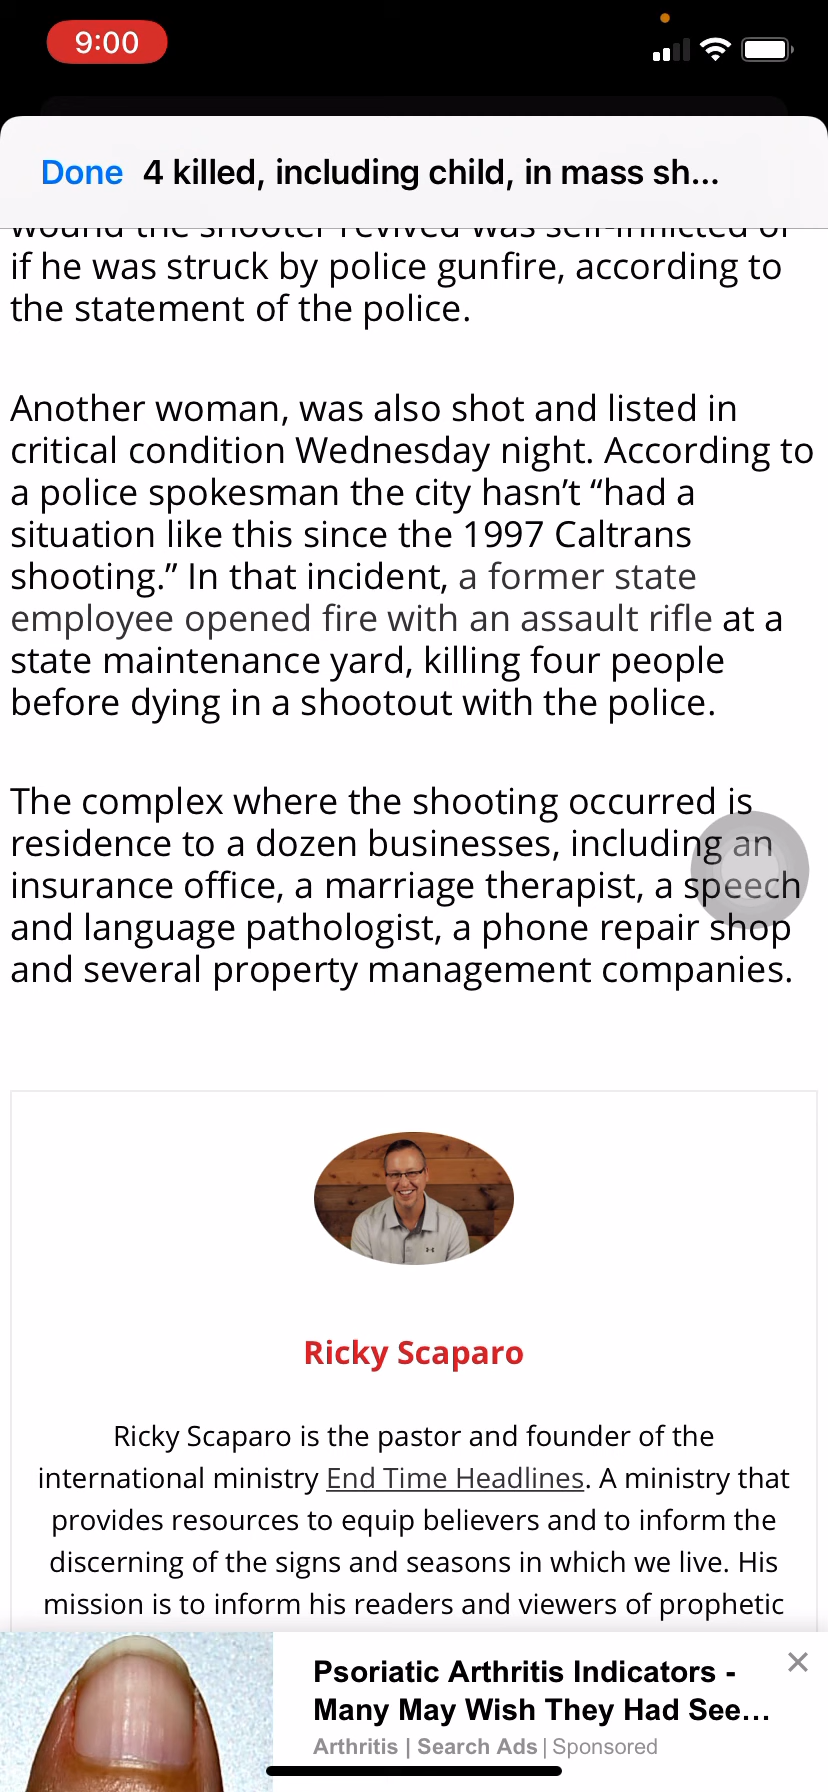 9:00
Done 4 killed, including child, in mass sh...
wound the shooter revived was self-inflicted or
if he was struck by police gunfire, according to
the statement of the police.
Another woman, was also shot and listed in
critical condition Wednesday night. According to
a police spokesman the city hasn’t “had a
situation like this since the 1997 Caltrans
shooting.” In that incident, a former state
employee opened fire with an assault rifle at a
state maintenance yard, killing four people
before dying in a shootout with the police.
The complex where the shooting occurred is
residence to a dozen businesses, including an
insurance office, a marriage therapist, a speech
and language pathologist, a phone repair shop
and several property management companies.
Ricky Scaparo
Ricky Scaparo is the pastor and founder of the
international ministry End Time Headlines. A ministry that
provides resources to equip believers and to inform the
discerning of the signs and seasons in which we live. His
mission is to inform his readers and viewers of prophetic
Psoriatic Arthritis Indicators -
Many May Wish They Had See...
Arthritis | Search Ads | Sponsored